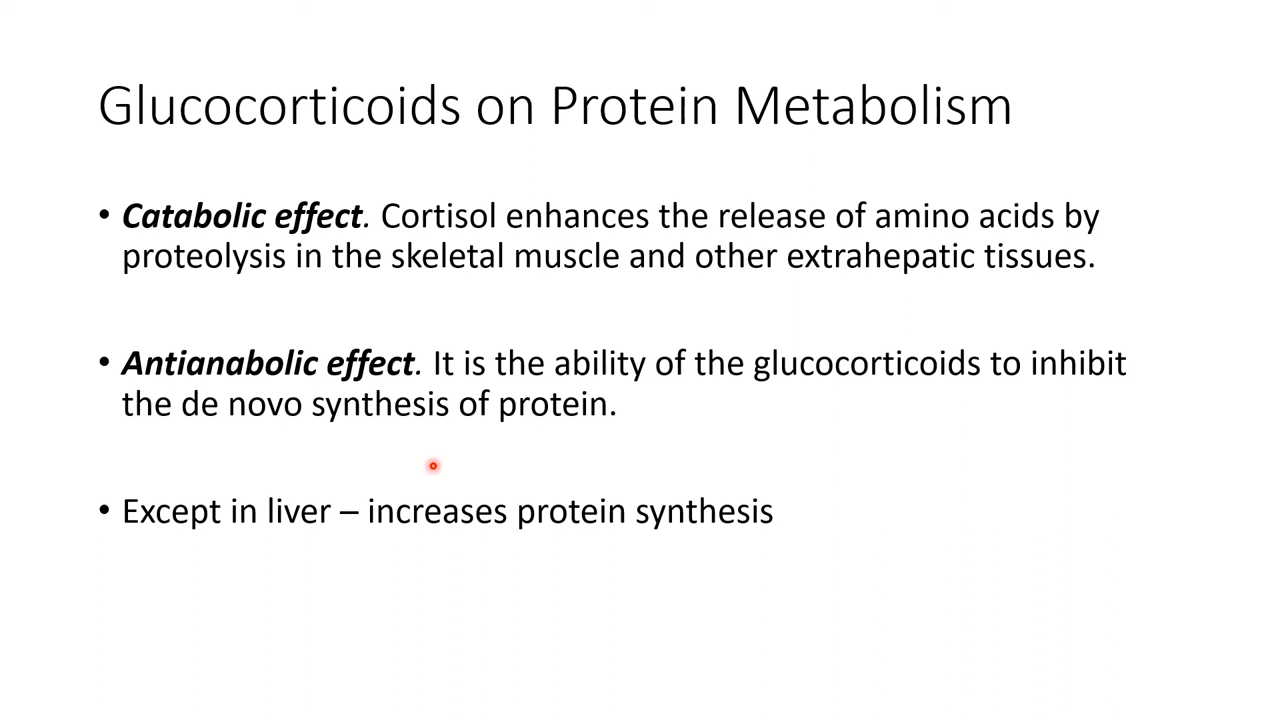 Glucocorticoids on Protein Metabolism
• Catabolic effect. Cortisol enhances the release of amino acids by
proteolysis in the skeletal muscle and other extrahepatic tissues.
• Antianabolic effect. It is the ability of the glucocorticoids to inhibit
the de novo synthesis of protein.
• Except in liver – increases protein synthesis